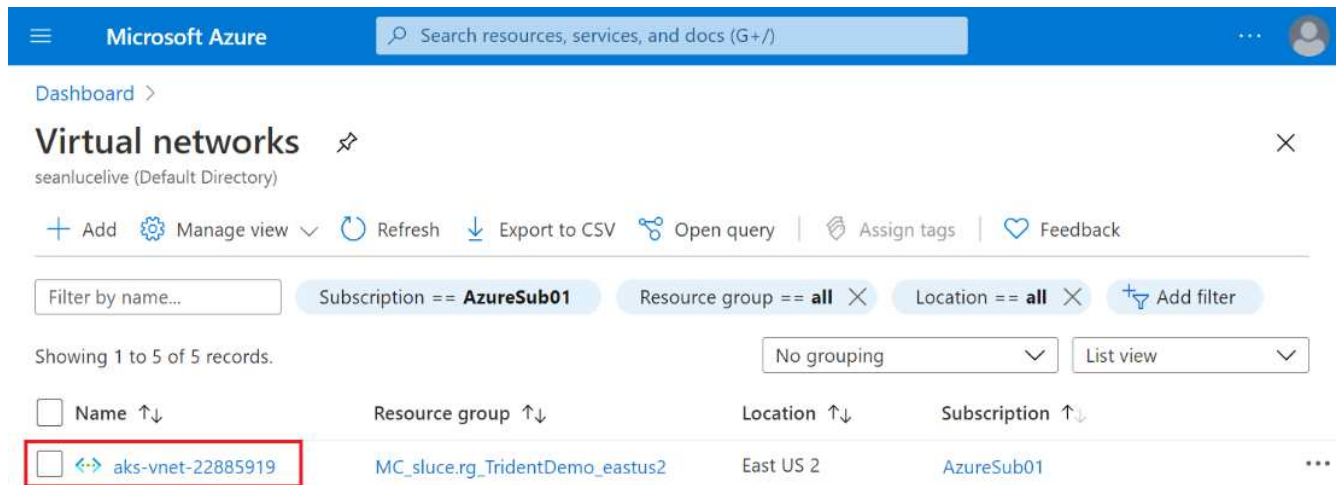 Microsoft Azure
Search resources, services, and docs (G+/)
...
Dashboard >
Virtual networks
seanlucelive (Default Directory)
Add Manage view Refresh Export to CSV Open query Assign tags Feedback
Filter by name... Subscription == AzureSub01 Resource group == all Location == all Add filter
Showing 1 to 5 of 5 records. No grouping List view
Name ↑↓ Resource group ↑↓ Location ↑↓ Subscription ↑↓
aks-vnet-22885919 MC_sluce.rg_TridentDemo_eastus2 East US 2 AzureSub01 ...